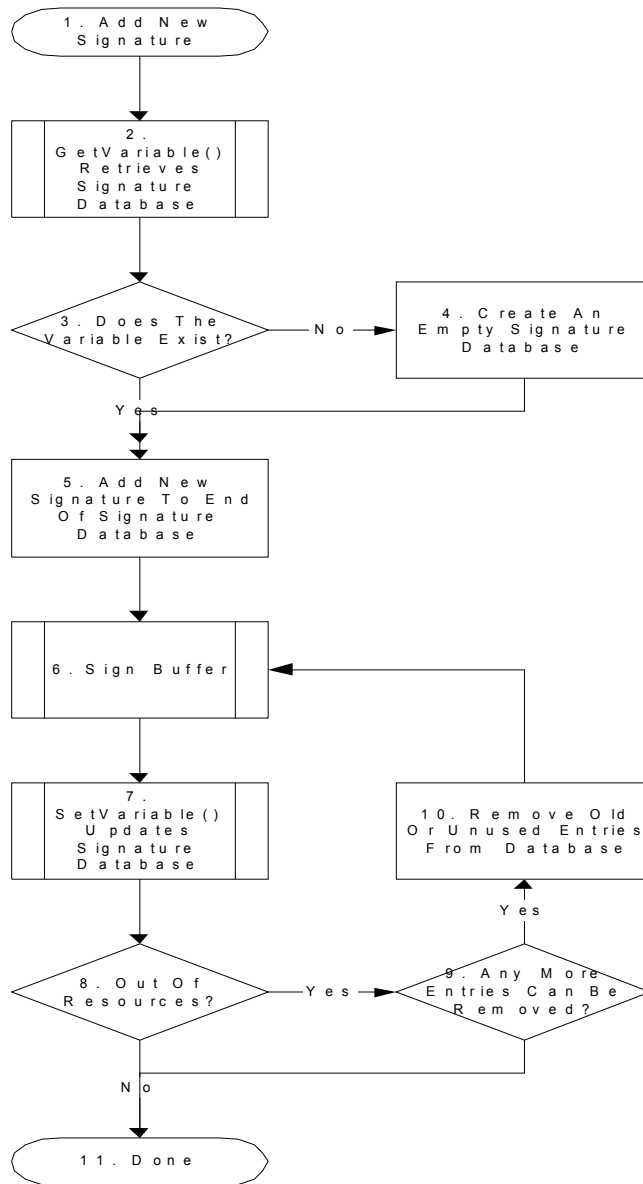 1. Add New
Signature
2.
GetVariable()
Retrieves
Signature
Database
3. Does The
Variable Exist?
No
4. Create An
Empty Signature
Database
Yes
5. Add New
Signature To End
Of Signature
Database
6. Sign Buffer
7.
SetVariable()
Updates
Signature
Database
10. Remove Old
Or Unused Entries
From Database
Yes
8. Out Of
Resources?
Yes
9. Any More
Entries Can Be
Removed?
No
11. Done